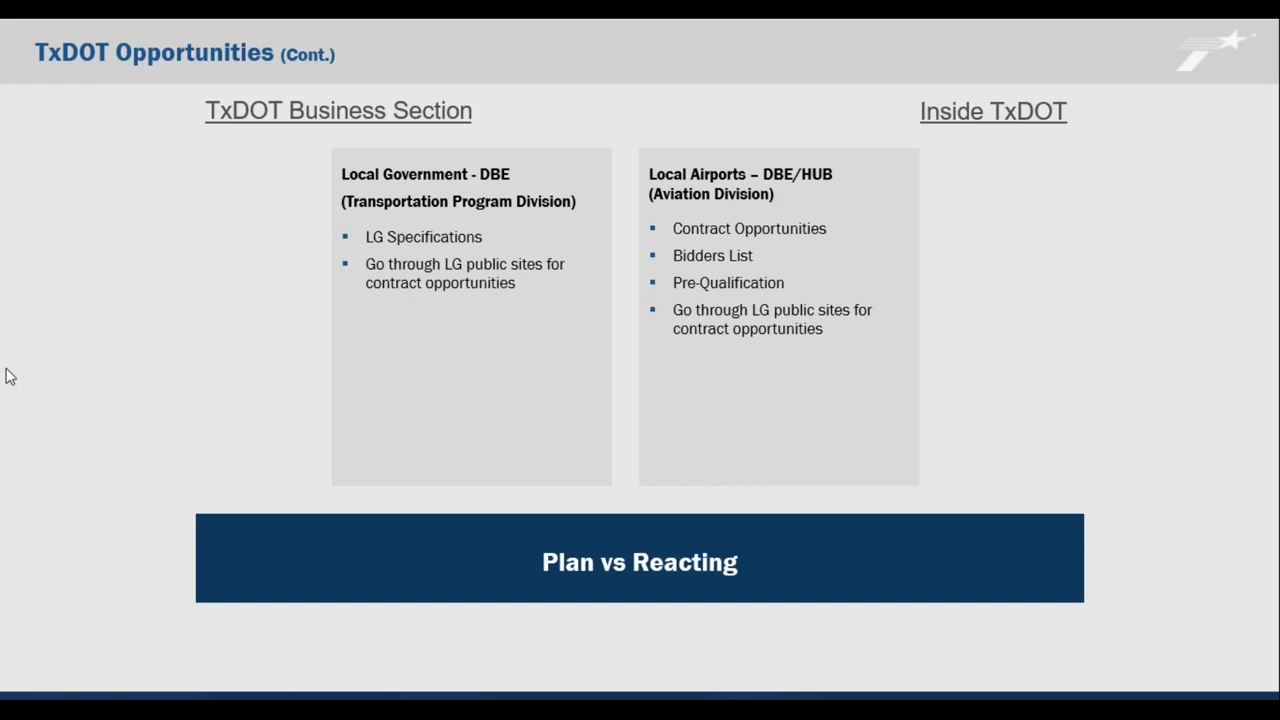 TxDOT Opportunities (Cont.)
TxDOT Business Section
Inside TxDOT
Local Government - DBE
(Transportation Program Division)
▪ LG Specifications
▪ Go through LG public sites for
contract opportunities
Local Airports – DBE/HUB
(Aviation Division)
▪ Contract Opportunities
▪ Bidders List
▪ Pre-Qualification
▪ Go through LG public sites for
contract opportunities
Plan vs Reacting